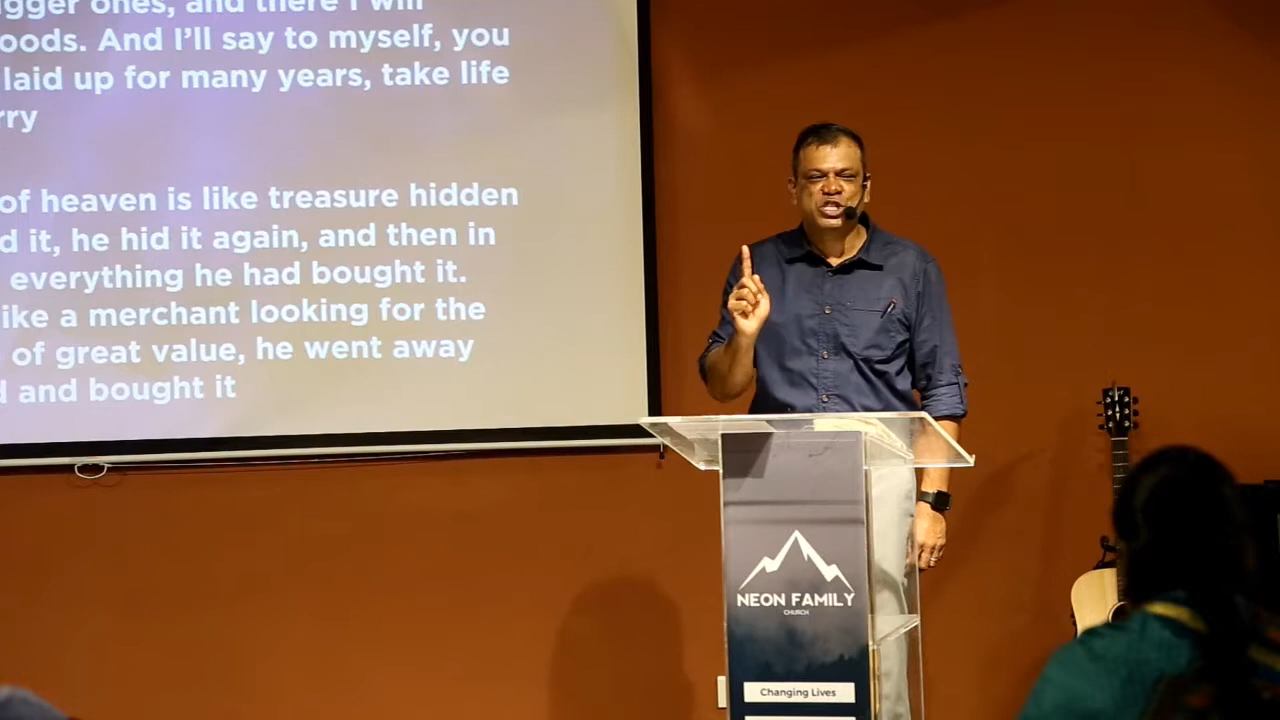 gger ones, and there I will
oods. And I'll say to myself, you
laid up for many years, take life
rry
of heaven is like treasure hidden
d it, he hid it again, and then in
everything he had bought it.
ike a merchant looking for the
of great value, he went away
d and bought it
NEON FAMILY
CHURCH
Changing Lives